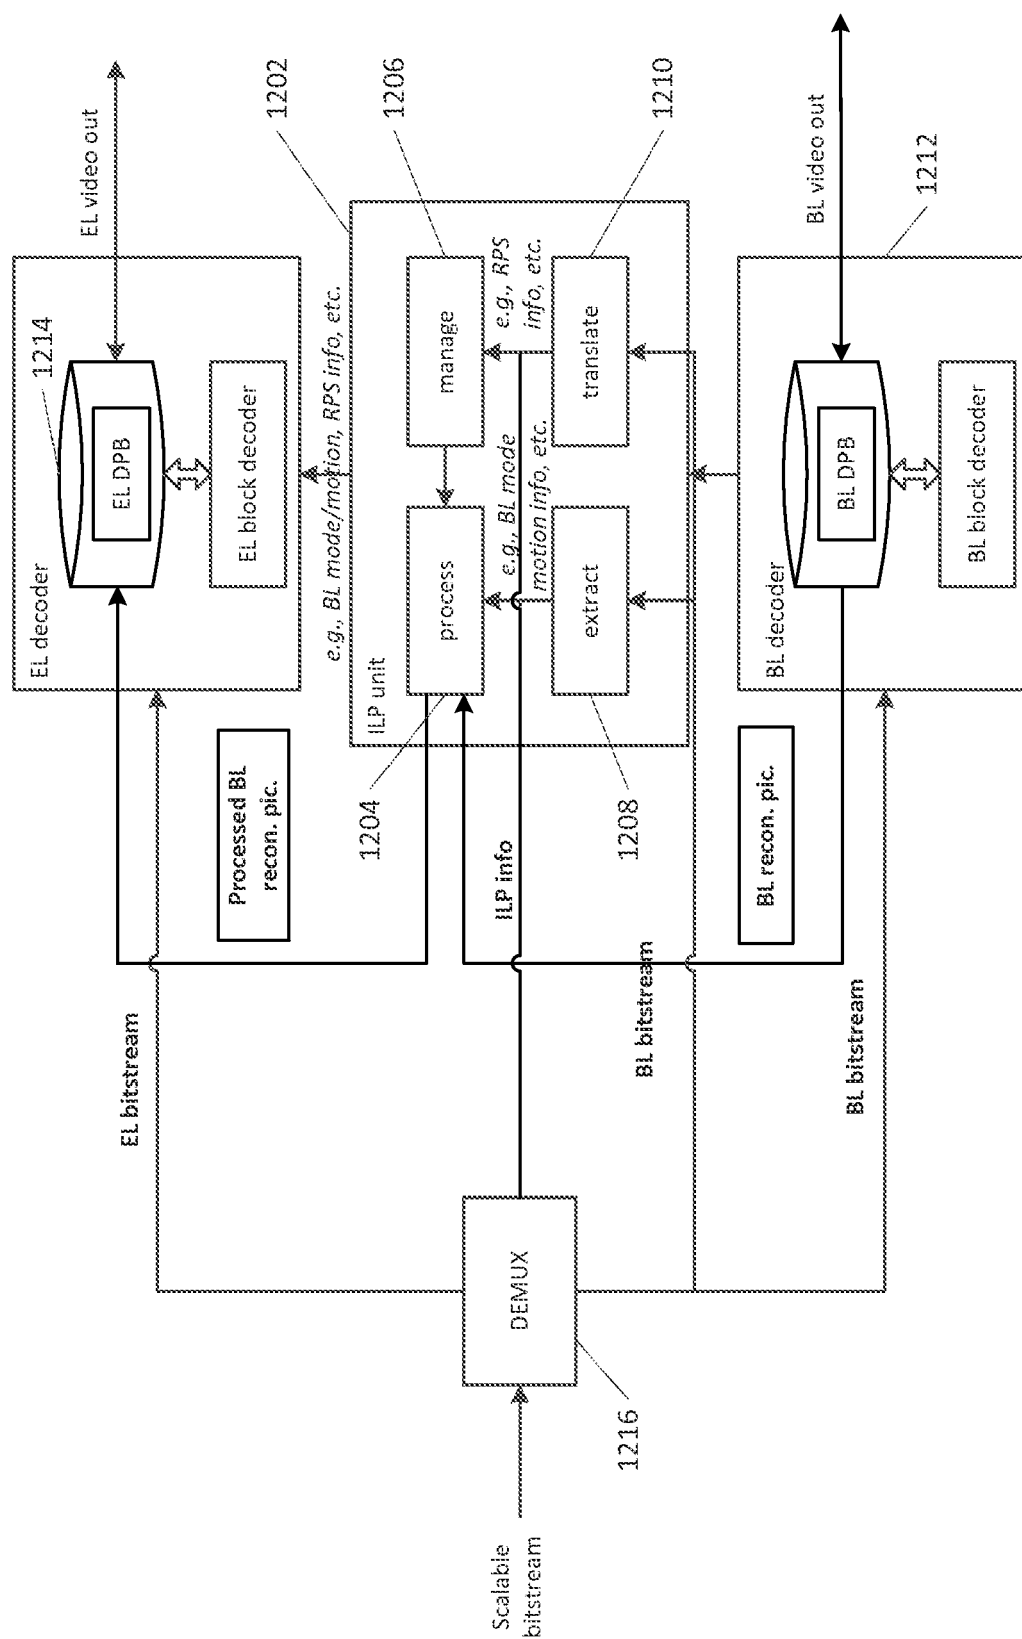 EL video out
EL decoder
1214
EL DPB
EL block decoder
e.g., BL mode/motion, RPS info, etc.
1202
ILP unit
1206
manage
process
1204
e.g., RPS
info, etc.
e.g., BL mode
motion info, etc.
translate
1210
extract
1208
Processed BL
recon. pic.
EL bitstream
ILP info
BL bitstream
BL recon. pic.
BL bitstream
Scalable
bitstream
DEMUX
1216
BL video out
1212
BL decoder
BL DPB
BL block decoder